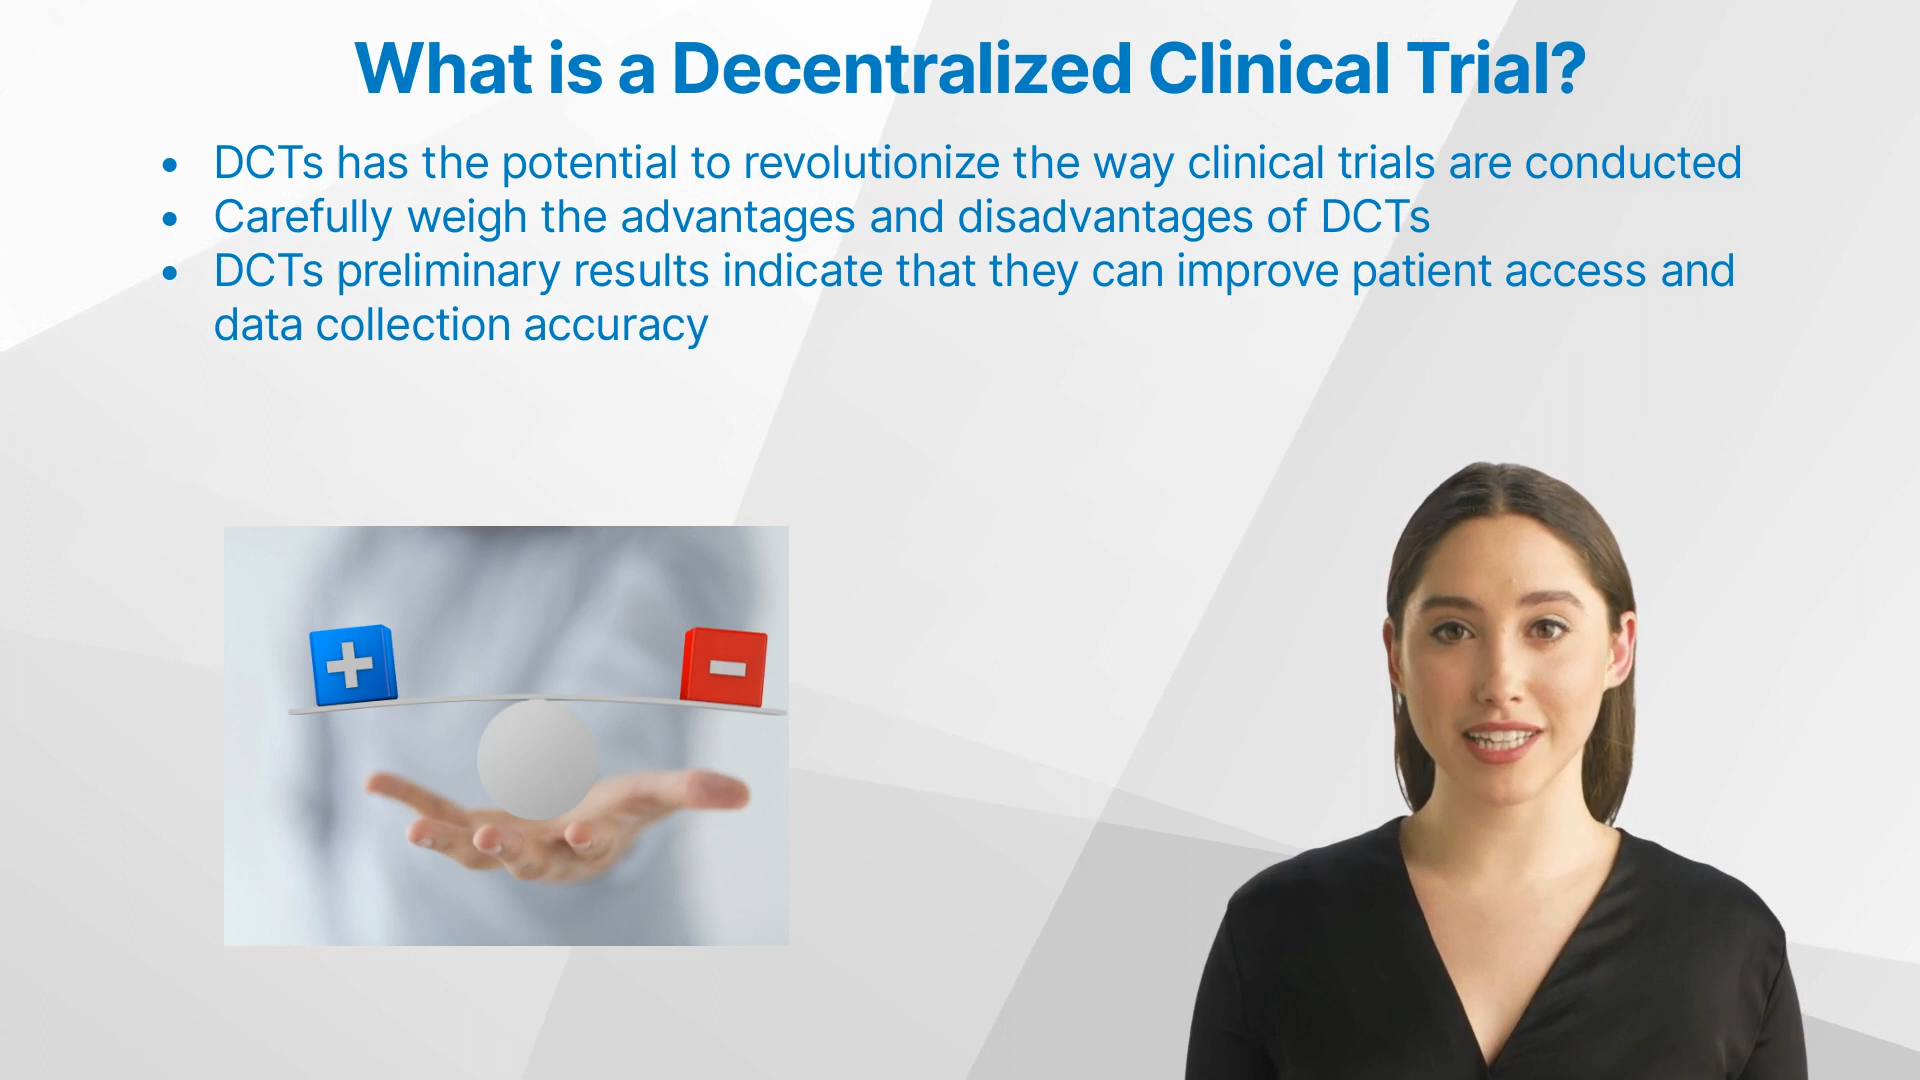 What is a Decentralized Clinical Trial?
• DCTs has the potential to revolutionize the way clinical trials are conducted
• Carefully weigh the advantages and disadvantages of DCTs
• DCTs preliminary results indicate that they can improve patient access and
data collection accuracy
+ -